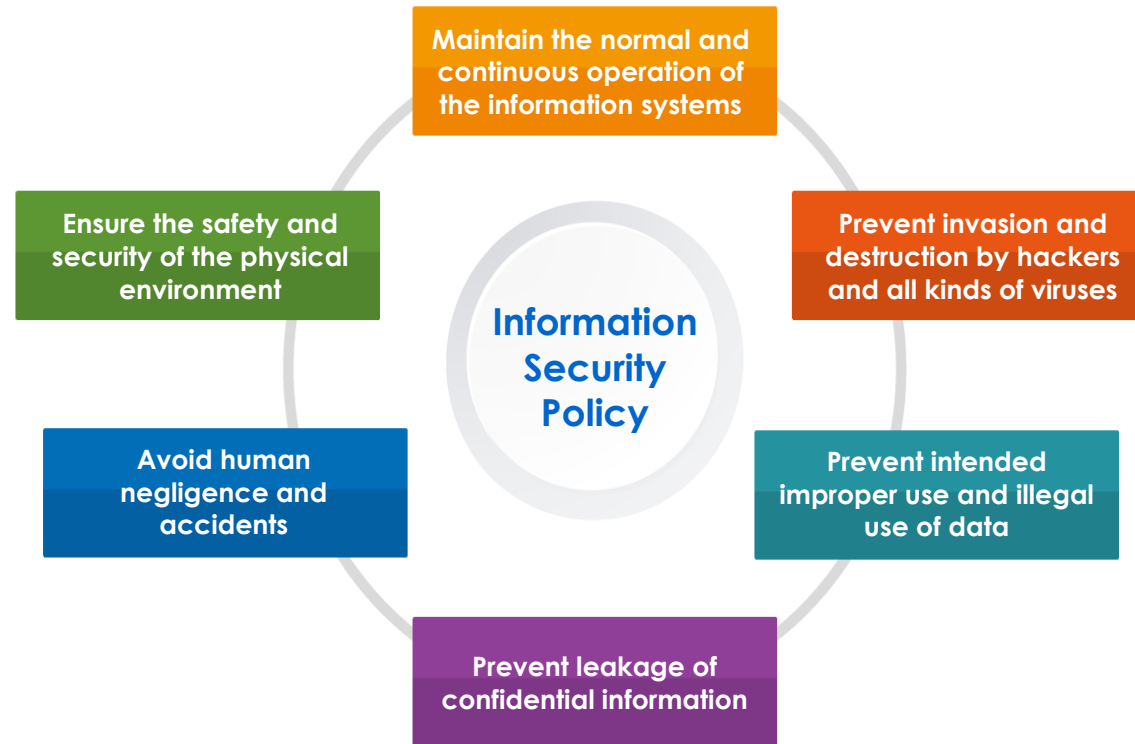 Maintain the normal and
continuous operation of
the information systems
Ensure the safety and
security of the physical
environment
Prevent invasion and
destruction by hackers
and all kinds of viruses
Information
Security
Policy
Avoid human
negligence and
accidents
Prevent intended
improper use and illegal
use of data
Prevent leakage of
confidential information